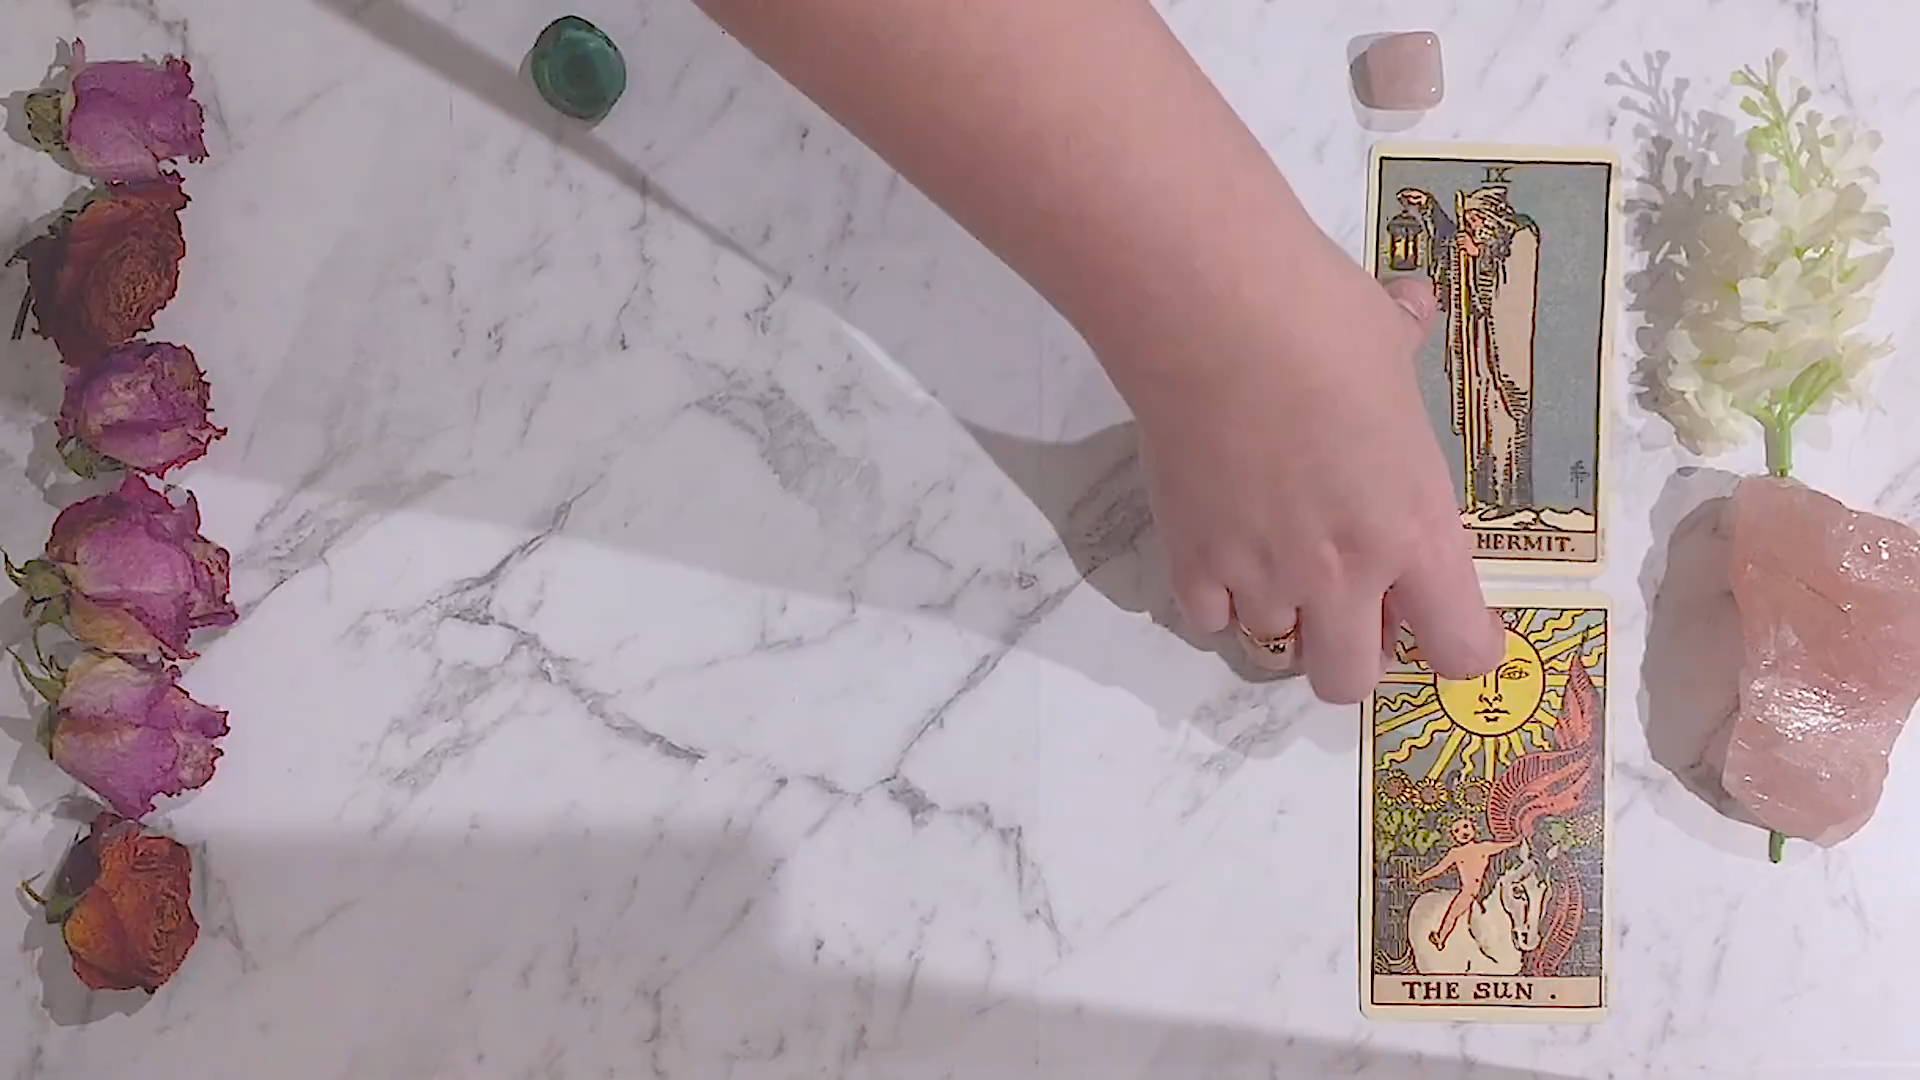 IX
HERMIT.
THE SUN.